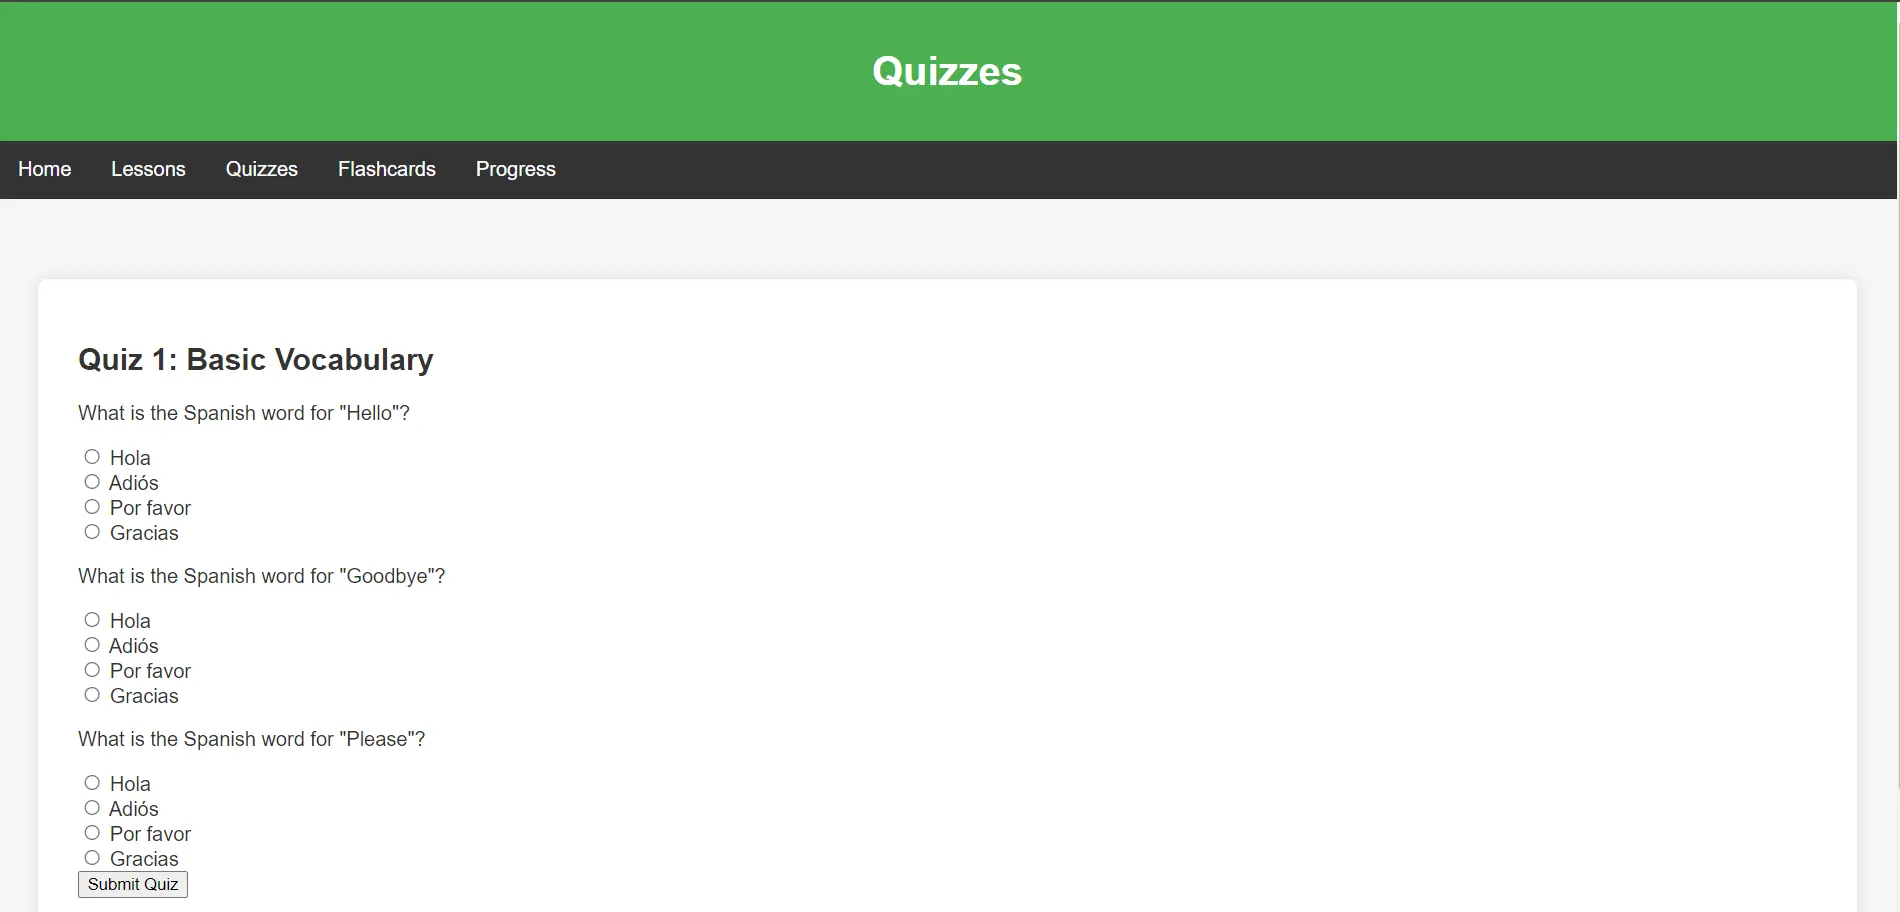 Quizzes
Home Lessons Quizzes Flashcards Progress
Quiz 1: Basic Vocabulary
What is the Spanish word for "Hello"?
Hola
Adiós
Por favor
Gracias
What is the Spanish word for "Goodbye"?
Hola
Adiós
Por favor
Gracias
What is the Spanish word for "Please"?
Hola
Adiós
Por favor
Gracias
Submit Quiz